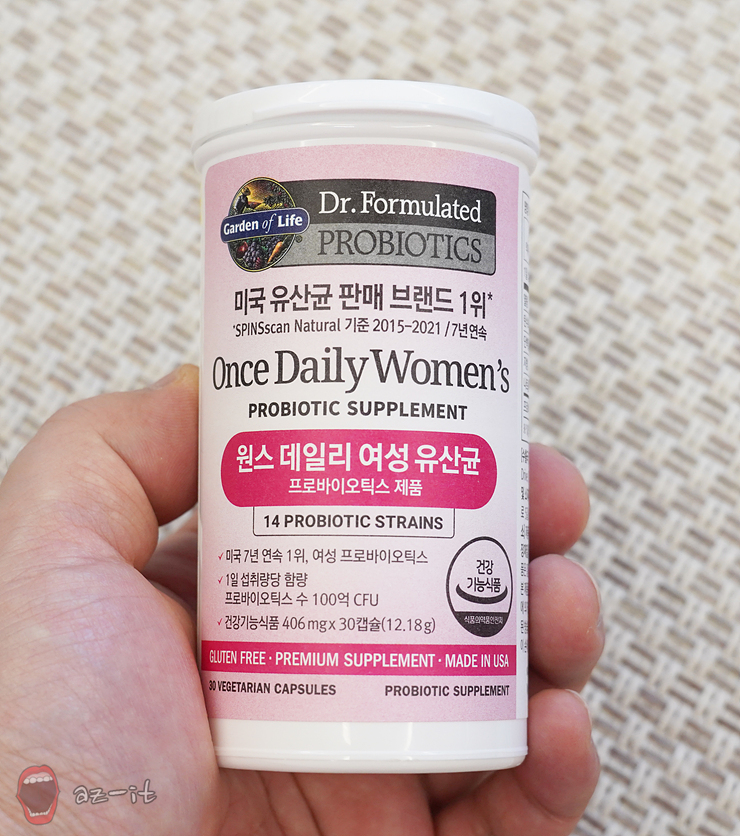 Garden of Life
®
Dr. Formulated
PROBIOTICS
미국 유산균 판매 브랜드 1위*
*SPINSscan Natural 기준 2015-2021 / 7년 연속
Once Daily Women's
PROBIOTIC SUPPLEMENT
원스 데일리 여성 유산균
프로바이오틱스 제품
14 PROBIOTIC STRAINS
✓미국 7년 연속 1위, 여성 프로바이오틱스
✓1일 섭취량당 함량
프로바이오틱스 수 100억 CFU
✓건강기능식품 406 mg x 30캡슐(12.18 g)
건강
기능식품
식품의약품안전처
GLUTEN FREE · PREMIUM SUPPLEMENT · MADE IN USA
30 VEGETARIAN CAPSULES PROBIOTIC SUPPLEMENT
az-it